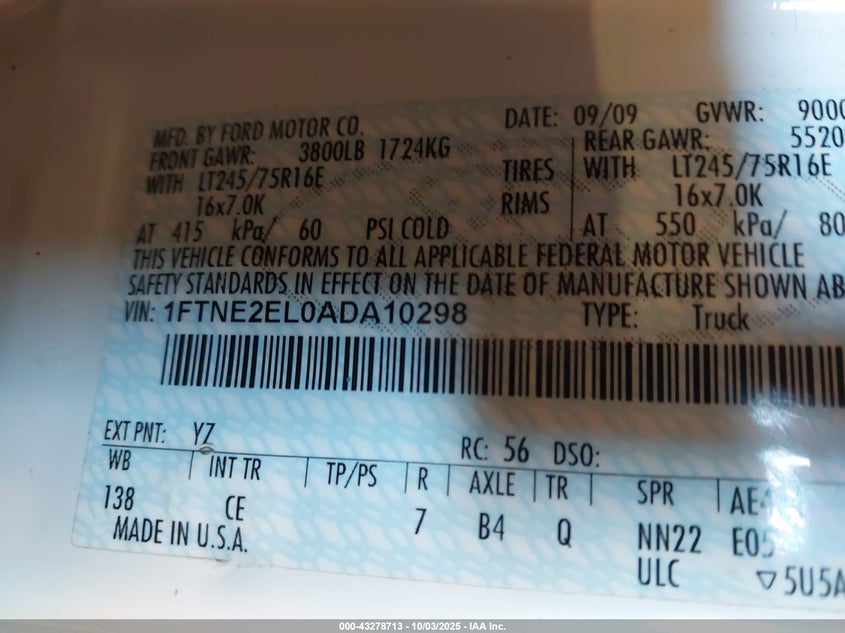 MFD. BY FORD MOTOR CO. DATE: 09/09 GVWR: 9000
FRONT GAWR: 3800LB 1724KG REAR GAWR: 5520
WITH LT245/75R16E TIRES WITH LT245/75R16E
16x7.0K RIMS 16x7.0K
AT 415 kPa/ 60 PSI COLD AT 550 kPa/ 80
THIS VEHICLE CONFORMS TO ALL APPLICABLE FEDERAL MOTOR VEHICLE
SAFETY STANDARDS IN EFFECT ON THE DATE OF MANUFACTURE SHOWN AB
VIN: 1FTNE2EL0ADA10298 TYPE: Truck
EXT PNT: YZ RC: 56 DSO:
WB INT TR TP/PS R AXLE TR SPR
138 CE 7 B4 Q NN22
MADE IN U.S.A. ULC ▽5U5A
000-43278713 - 10/03/2025 - IAA Inc.